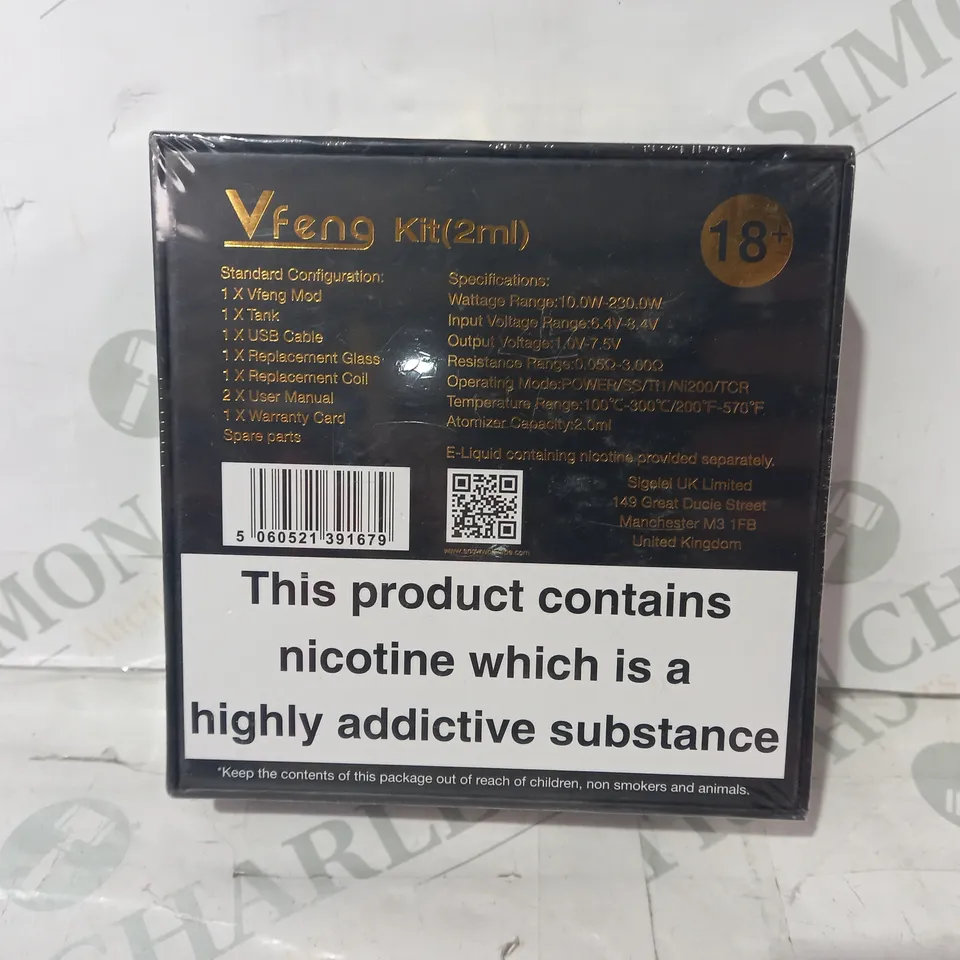 Vfeng Kit(2ml)
18+
Standard Configuration:
1 X Vfeng Mod
1 X Tank
1 X USB Cable
1 X Replacement Glass
1 X Replacement Coil
2 X User Manual
1 X Warranty Card
Spare parts
Specifications:
Wattage Range:10.0W-230.0W
Input Voltage Range:6.4V-8.4V
Output Voltage:1.0V-7.5V
Resistance Range:0.05Ω-3.00Ω
Operating Mode:POWER/SS/TI1/NI200/TCR
Temperature Range:100℃-300℃/200℉-570℉
Atomizer Capacity:2.0ml
E-Liquid containing nicotine provided separately.
Sigelei UK Limited
149 Great Ducie Street
Manchester M3 1FB
United Kingdom
5 060521 391679
This product contains
nicotine which is a
highly addictive substance
*Keep the contents of this package out of reach of children, non smokers and animals.
SIMON